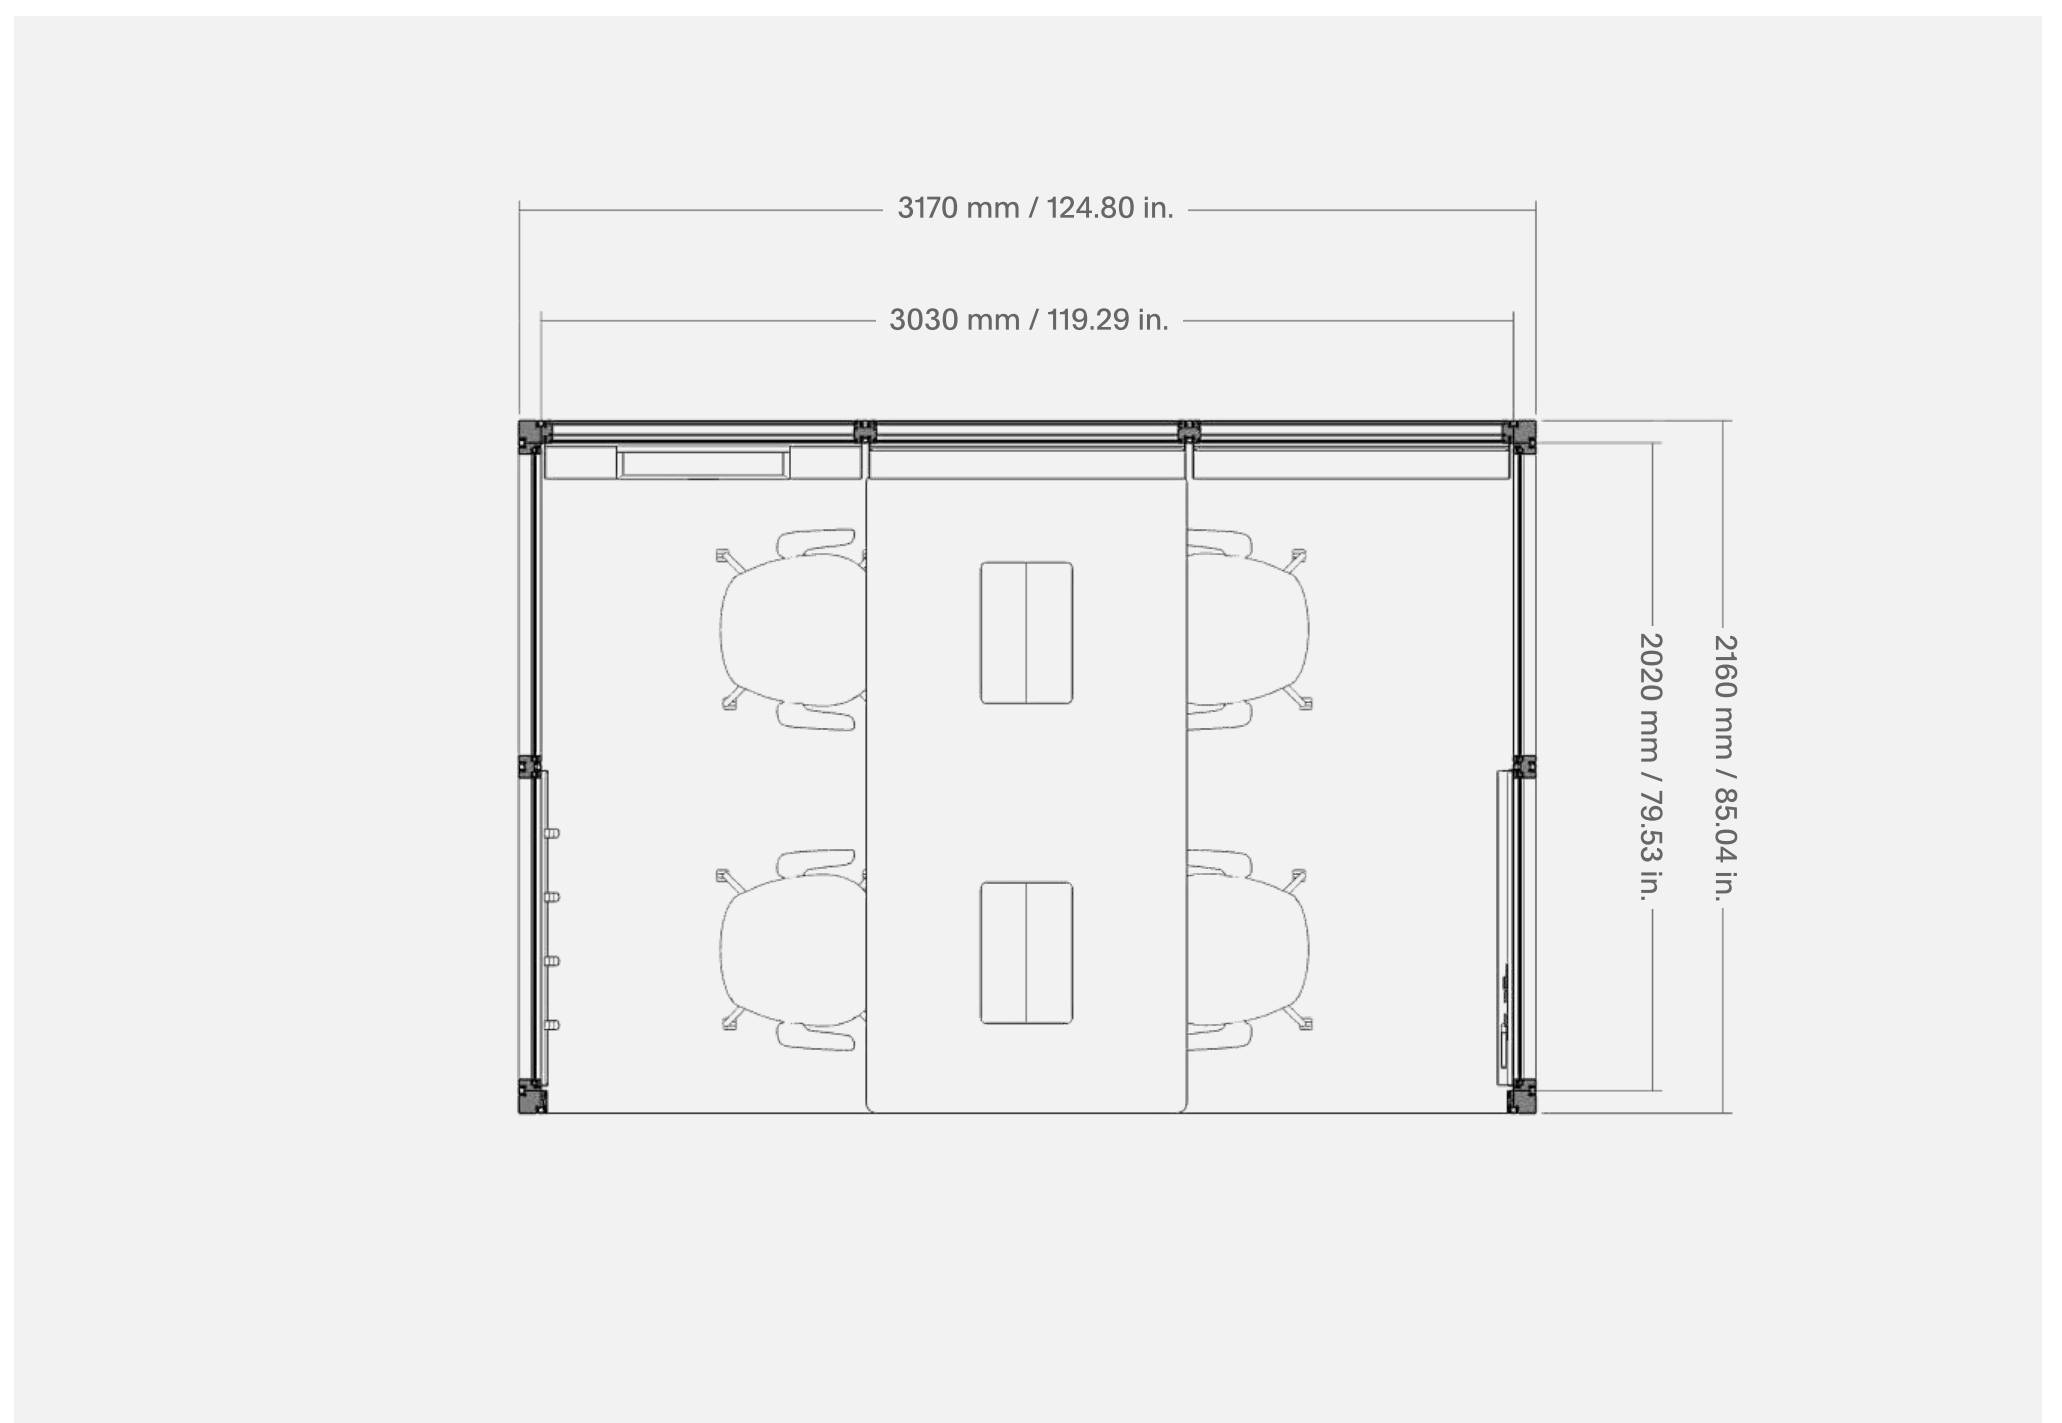 3170 mm / 124.80 in.
3030 mm / 119.29 in.
2020 mm / 79.53 in.
2160 mm / 85.04 in.